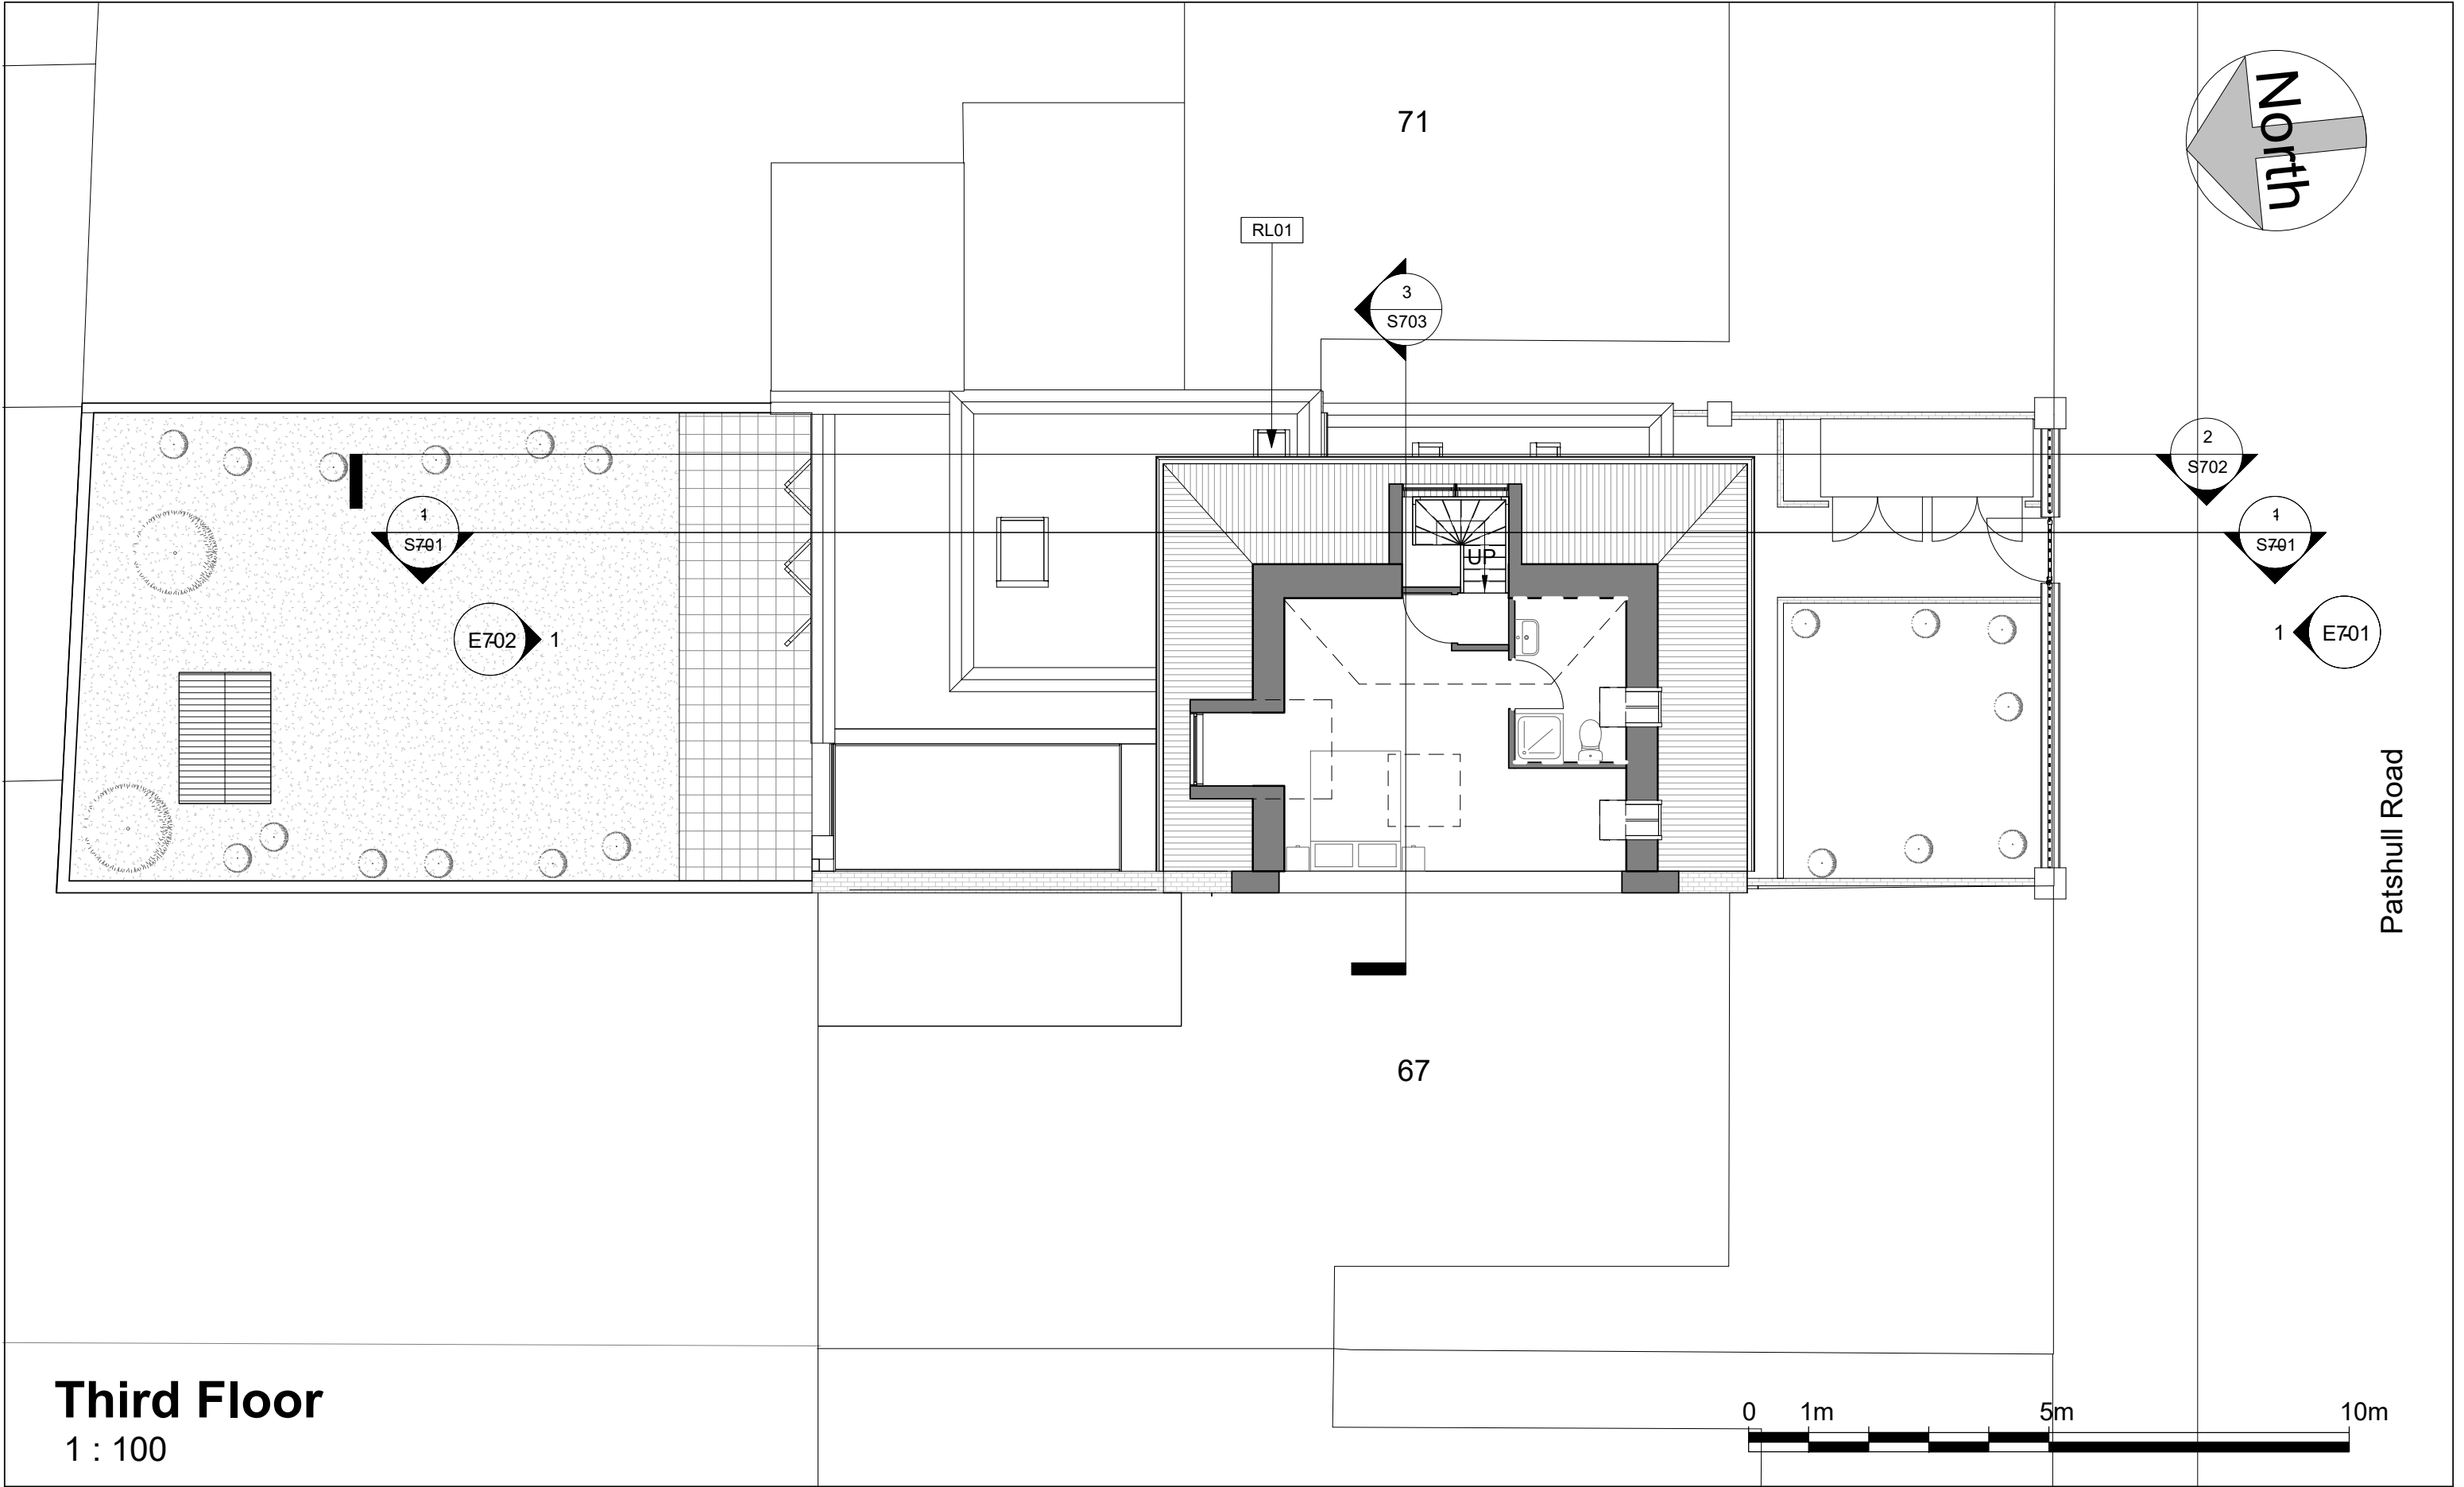 71
North
RL01
3
S703
2
S702
1
S701
1
S701
E702
1
1
E701
UP
Patshull Road
67
Third Floor
1 : 100
0 1m 5m 10m